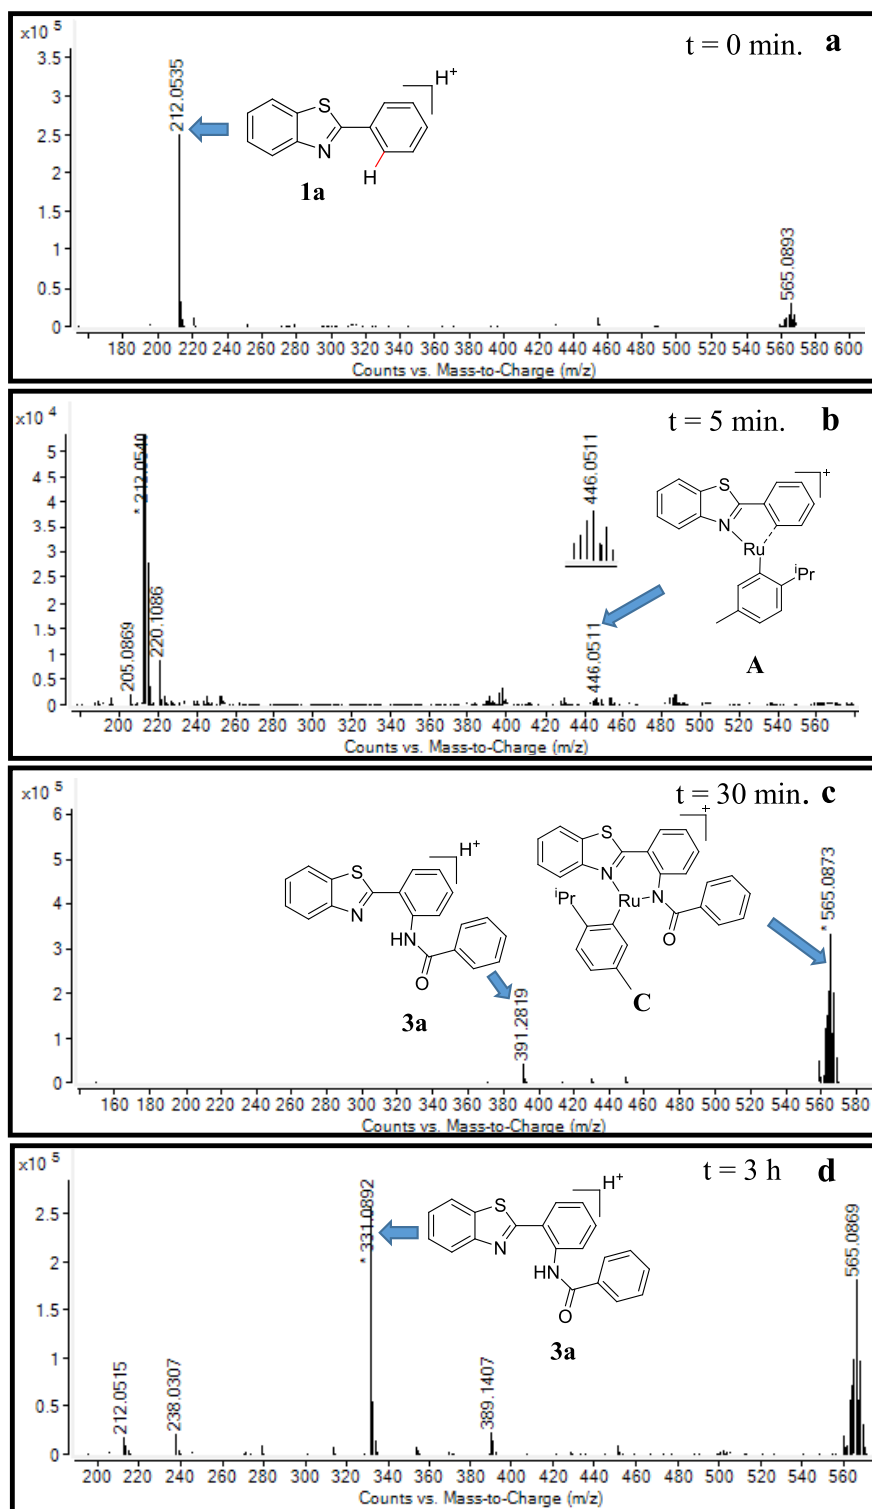 t = 0 min. a
x10 5
3.5
3
2.5
2
1.5
1
0.5
0
212.0535
H+
S
N
H
1a
565.0893
180 200 220 240 260 280 300 320 340 360 380 400 420 440 460 480 500 520 540 560 580 600
Counts vs. Mass-to-Charge (m/z)
t = 5 min. b
x10 4
5
4.5
4
3.5
3
2.5
2
1.5
1
0.5
0
* 212.0540
205.0869
220.1086
446.0511
446.0511
+
S
N
Ru
iPr
A
200 220 240 260 280 300 320 340 360 380 400 420 440 460 480 500 520 540 560
Counts vs. Mass-to-Charge (m/z)
t = 30 min. c
x10 5
6
5
4
3
2
1
0
H+
S
N
HN
O
3a
391.2819
+
S
N
Ru
N
iPr
O
C
* 565.0873
160 180 200 220 240 260 280 300 320 340 360 380 400 420 440 460 480 500 520 540 560 580
Counts vs. Mass-to-Charge (m/z)
t = 3 h d
x10 5
2.5
2
1.5
1
0.5
0
212.0515
238.0307
* 331.0892
389.1407
565.0869
H+
S
N
HN
O
3a
200 220 240 260 280 300 320 340 360 380 400 420 440 460 480 500 520 540 560
Counts vs. Mass-to-Charge (m/z)